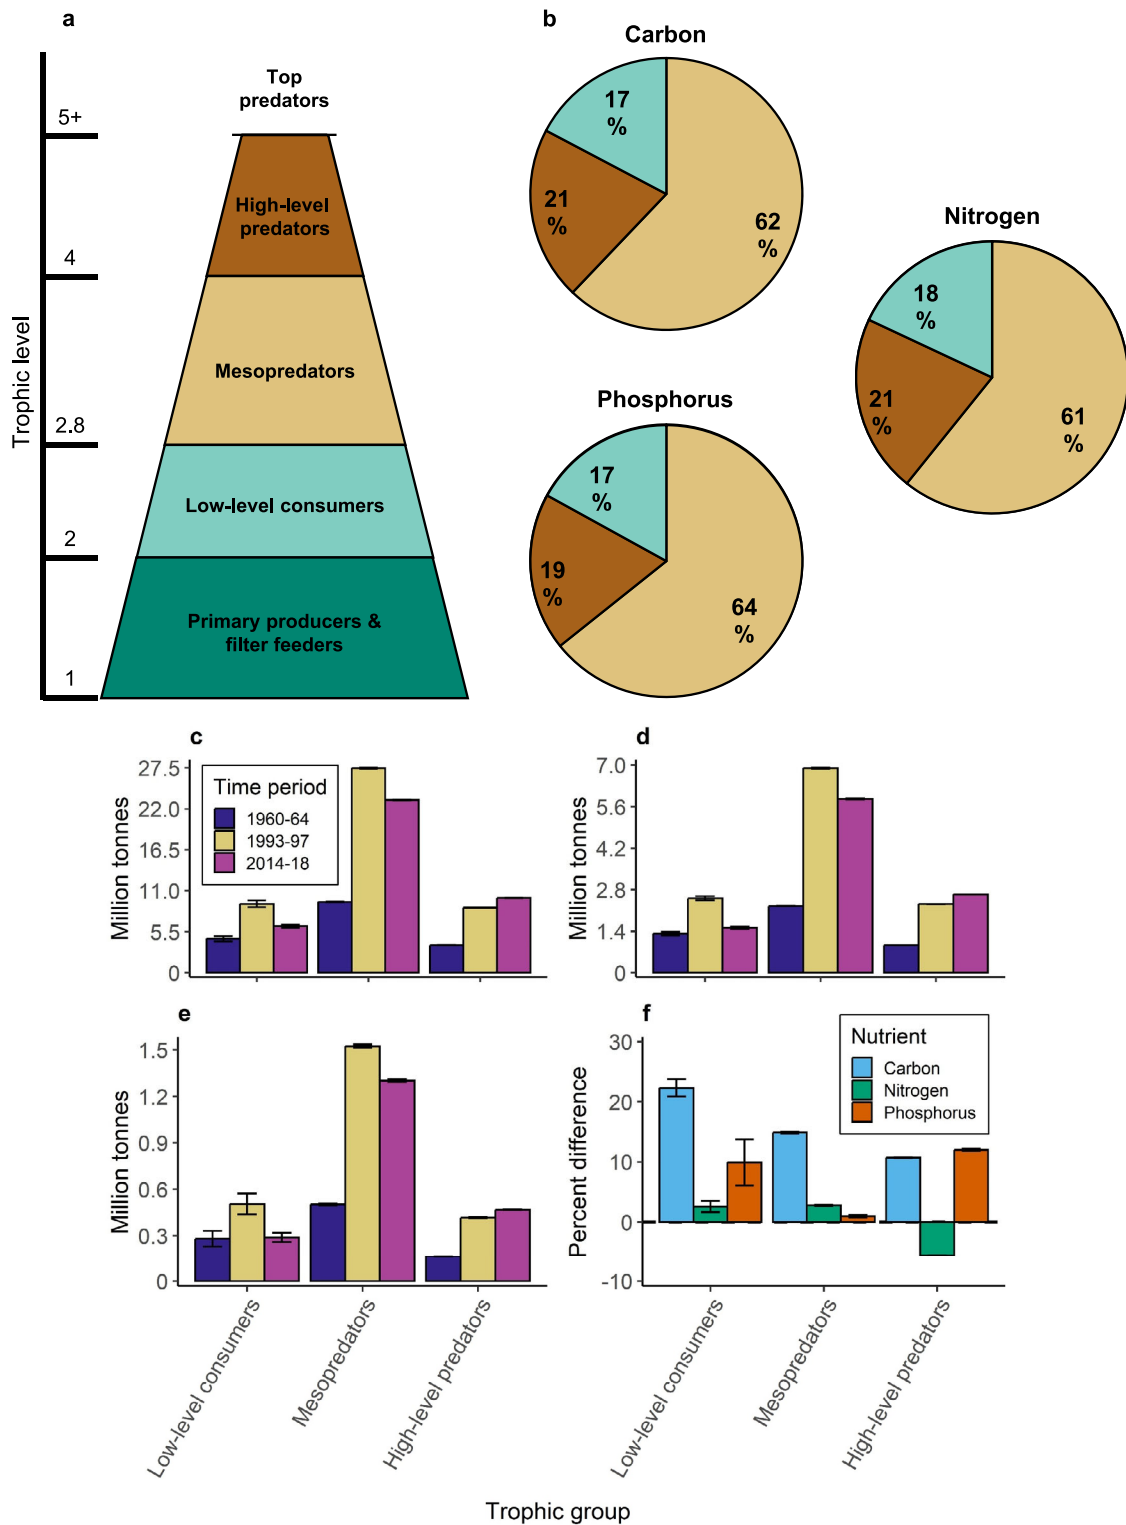 a
Trophic level
5+
4
2.8
2
1
Top
predators
High-level
predators
Mesopredators
Low-level consumers
Primary producers &
filter feeders
b
Carbon
17
%
21
%
62
%
Nitrogen
18
%
21
%
61
%
Phosphorus
17
%
19
%
64
%
c
Million tonnes
27.5
22.0
16.5
11.0
5.5
0
Time period
1960-64
1993-97
2014-18
d
Million tonnes
7.0
5.6
4.2
2.8
1.4
0
e
Million tonnes
1.5
1.2
0.9
0.6
0.3
0
Low-level consumers
Mesopredators
High-level predators
f
Percent difference
30
20
10
0
-10
Nutrient
Carbon
Nitrogen
Phosphorus
Low-level consumers
Mesopredators
High-level predators
Trophic group